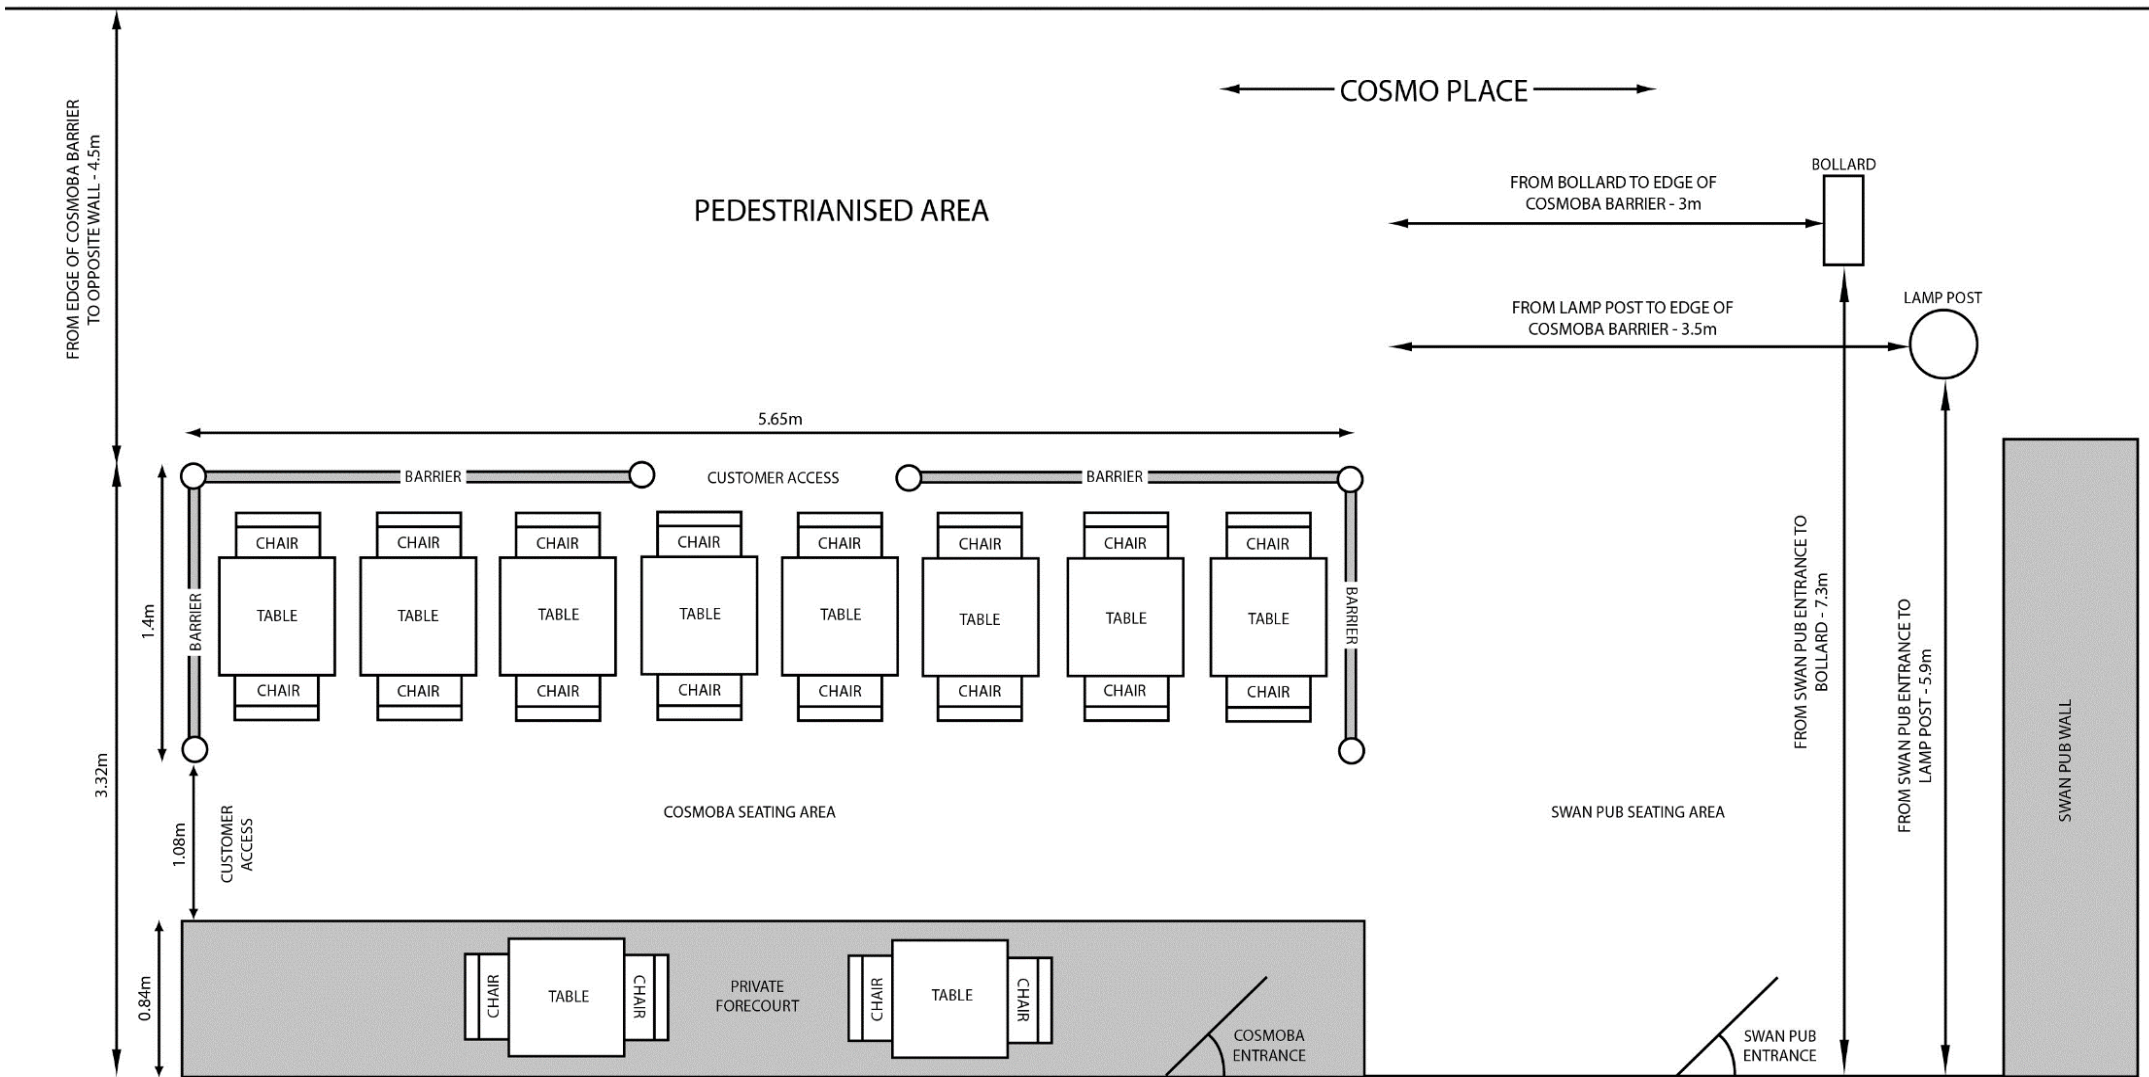 COSMO PLACE
FROM EDGE OF COSMOBA BARRIER
TO OPPOSITE WALL - 4.5m
PEDESTRIANISED AREA
BOLLARD
FROM BOLLARD TO EDGE OF
COSMOBA BARRIER - 3m
LAMP POST
FROM LAMP POST TO EDGE OF
COSMOBA BARRIER - 3.5m
5.65m
BARRIER
CUSTOMER ACCESS
BARRIER
CHAIR
CHAIR
CHAIR
CHAIR
CHAIR
CHAIR
CHAIR
CHAIR
1.4m
BARRIER
TABLE
TABLE
TABLE
TABLE
TABLE
TABLE
TABLE
TABLE
BARRIER
CHAIR
CHAIR
CHAIR
CHAIR
CHAIR
CHAIR
CHAIR
CHAIR
FROM SWAN PUB ENTRANCE TO
BOLLARD - 7.3m
FROM SWAN PUB ENTRANCE TO
LAMP POST - 5.9m
SWAN PUB WALL
3.32m
1.08m
CUSTOMER
ACCESS
COSMOBA SEATING AREA
SWAN PUB SEATING AREA
0.84m
CHAIR
TABLE
CHAIR
PRIVATE
FORECOURT
CHAIR
TABLE
CHAIR
COSMOBA
ENTRANCE
SWAN PUB
ENTRANCE